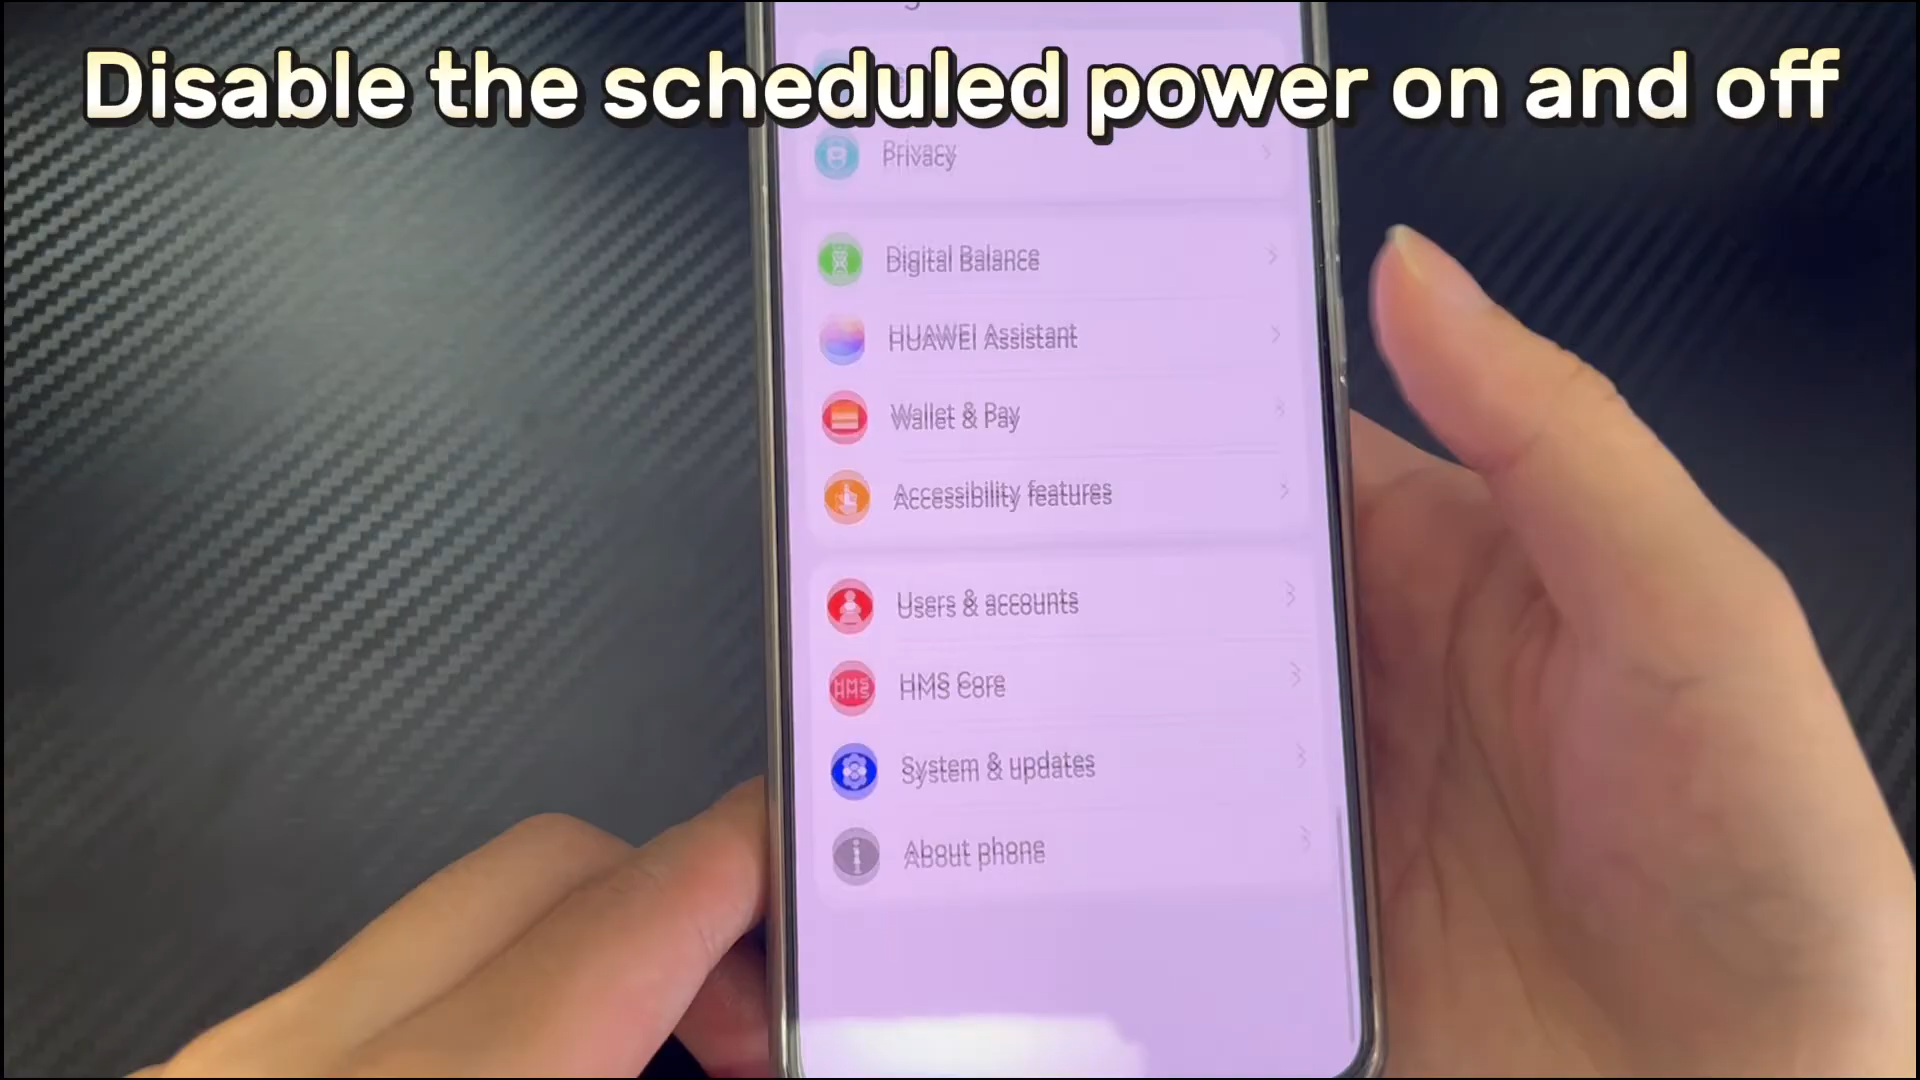 Disable the scheduled power on and off
Privacy
Digital Balance
HUAWEI Assistant
Wallet & Pay
Accessibility features
Users & accounts
HMS
HMS Core
System & updates
About phone